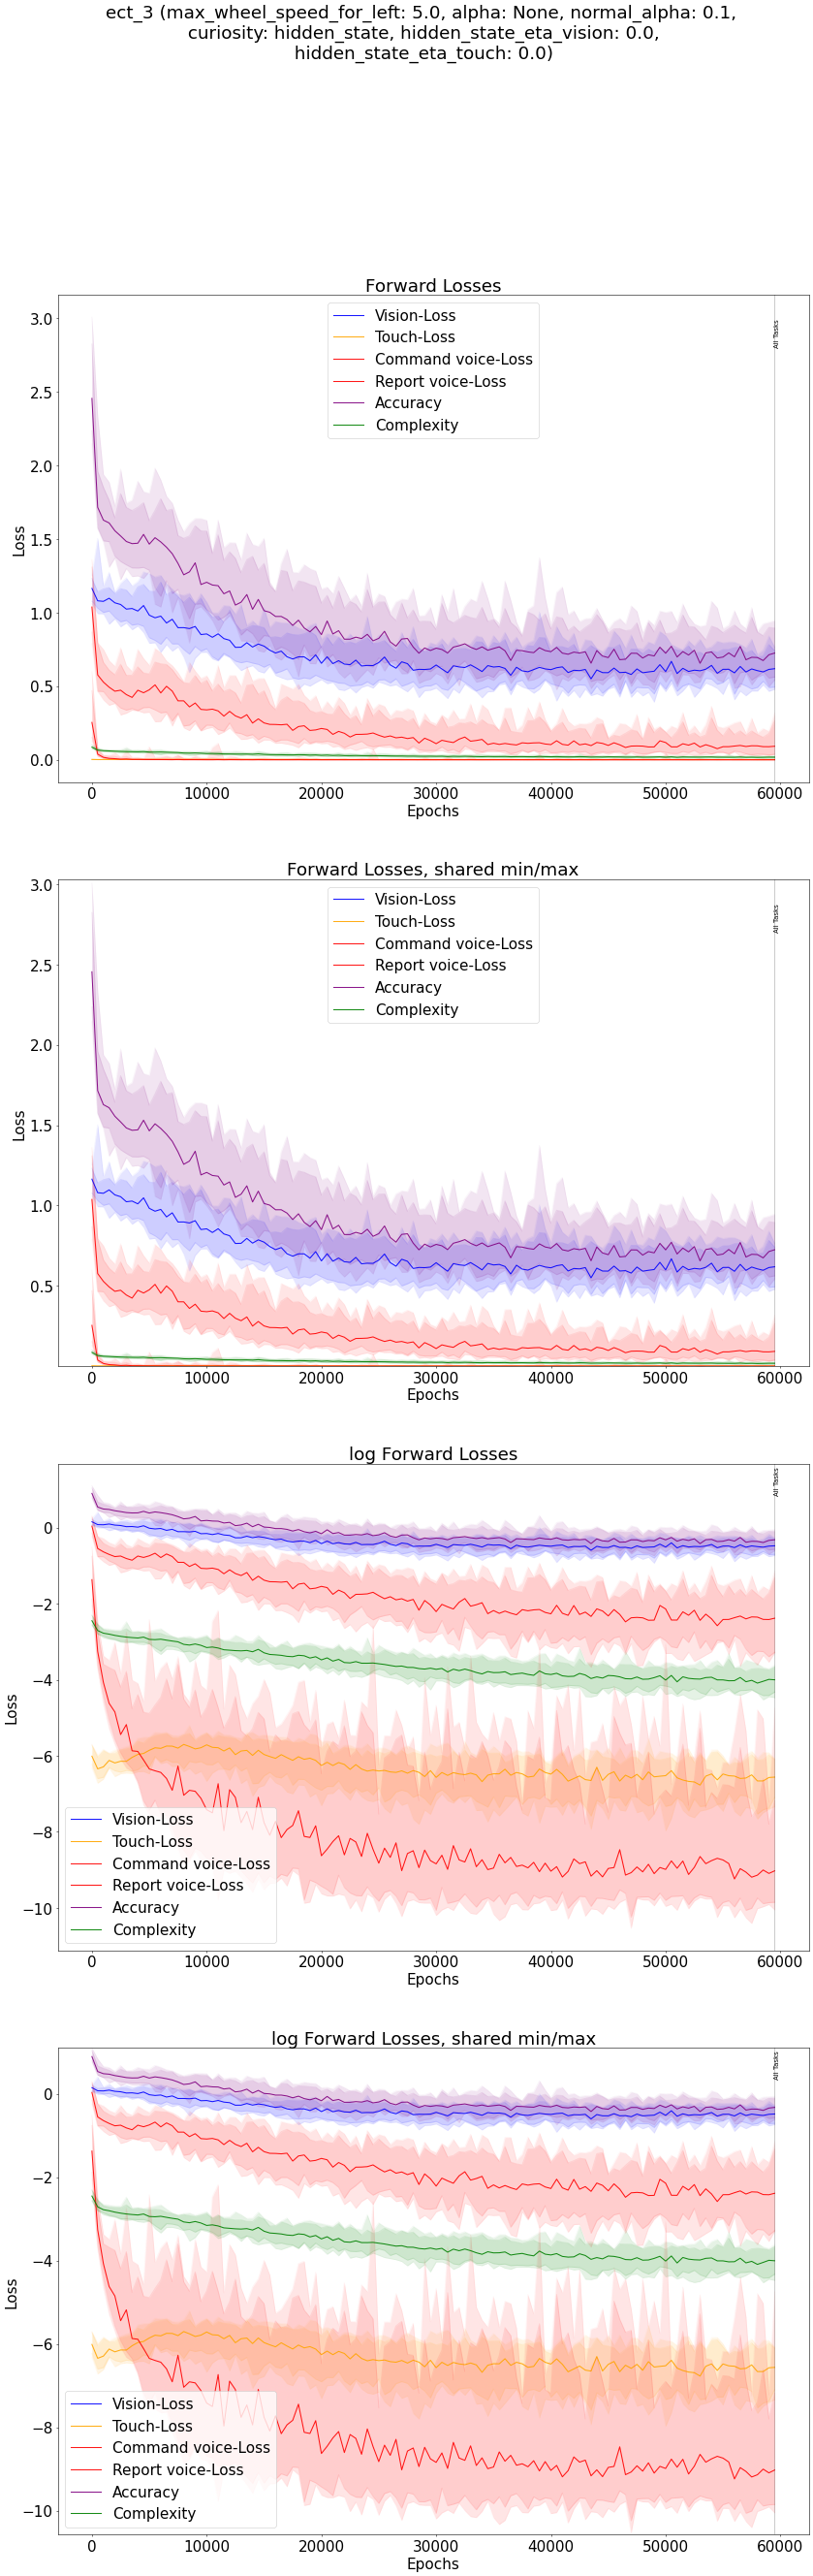 ect_3 (max_wheel_speed_for_left: 5.0, alpha: None, normal_alpha: 0.1,
curiosity: hidden_state, hidden_state_eta_vision: 0.0,
hidden_state_eta_touch: 0.0)
Forward Losses
Vision-Loss
Touch-Loss
Command voice-Loss
Report voice-Loss
Accuracy
Complexity
All Tasks
3.0
2.5
2.0
1.5
1.0
0.5
0.0
Loss
0 10000 20000 30000 40000 50000 60000
Epochs
Forward Losses, shared min/max
Vision-Loss
Touch-Loss
Command voice-Loss
Report voice-Loss
Accuracy
Complexity
All Tasks
3.0
2.5
2.0
1.5
1.0
0.5
Loss
0 10000 20000 30000 40000 50000 60000
Epochs
log Forward Losses
All Tasks
0
−2
−4
−6
−8
−10
Loss
Vision-Loss
Touch-Loss
Command voice-Loss
Report voice-Loss
Accuracy
Complexity
0 10000 20000 30000 40000 50000 60000
Epochs
log Forward Losses, shared min/max
All Tasks
0
−2
−4
−6
−8
−10
Loss
Vision-Loss
Touch-Loss
Command voice-Loss
Report voice-Loss
Accuracy
Complexity
0 10000 20000 30000 40000 50000 60000
Epochs